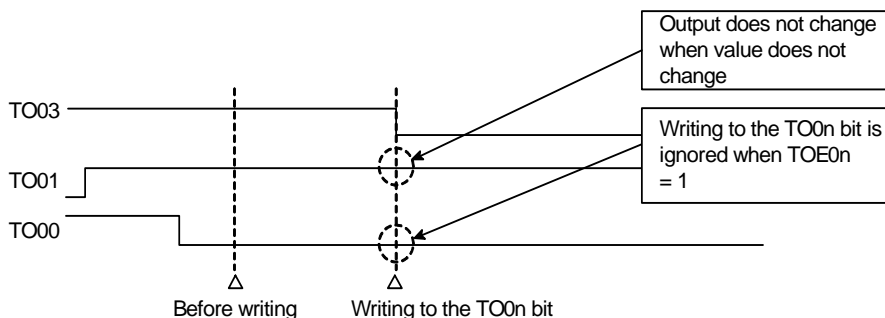 Output does not change
when value does not
change
TO03
Writing to the TO0n bit is
ignored when TOE0n
= 1
TO01
TO00
Before writing
Writing to the TO0n bit